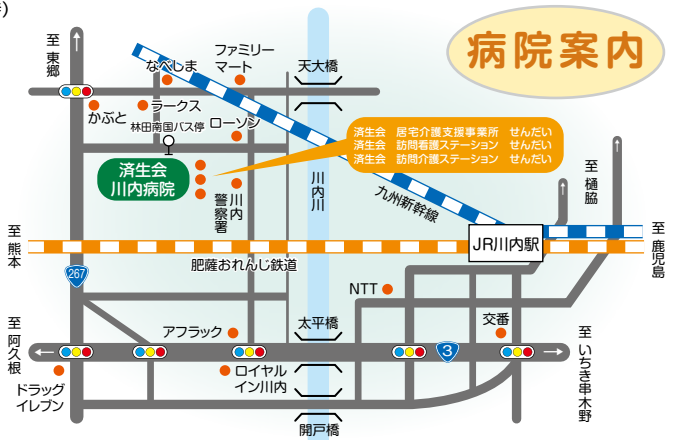 時）
病院案内
至
東
郷
なべしま
ファミリー
マート
天大橋
かぶと
ラークス
林田南国バス停
ローソン
済生会
川内病院
済生会　居宅介護支援事業所　せんだい
済生会　訪問看護ステーション　せんだい
済生会　訪問介護ステーション　せんだい
川内
警察署
川内川
九州新幹線
至
樋
脇
至
熊
本
JR川内駅
至
鹿
児
島
肥薩おれんじ鉄道
267
NTT
至
阿
久
根
アフラック
太平橋
交番
3
至
いちき串木野
ドラッグ
イレブン
ロイヤル
イン川内
開戸橋